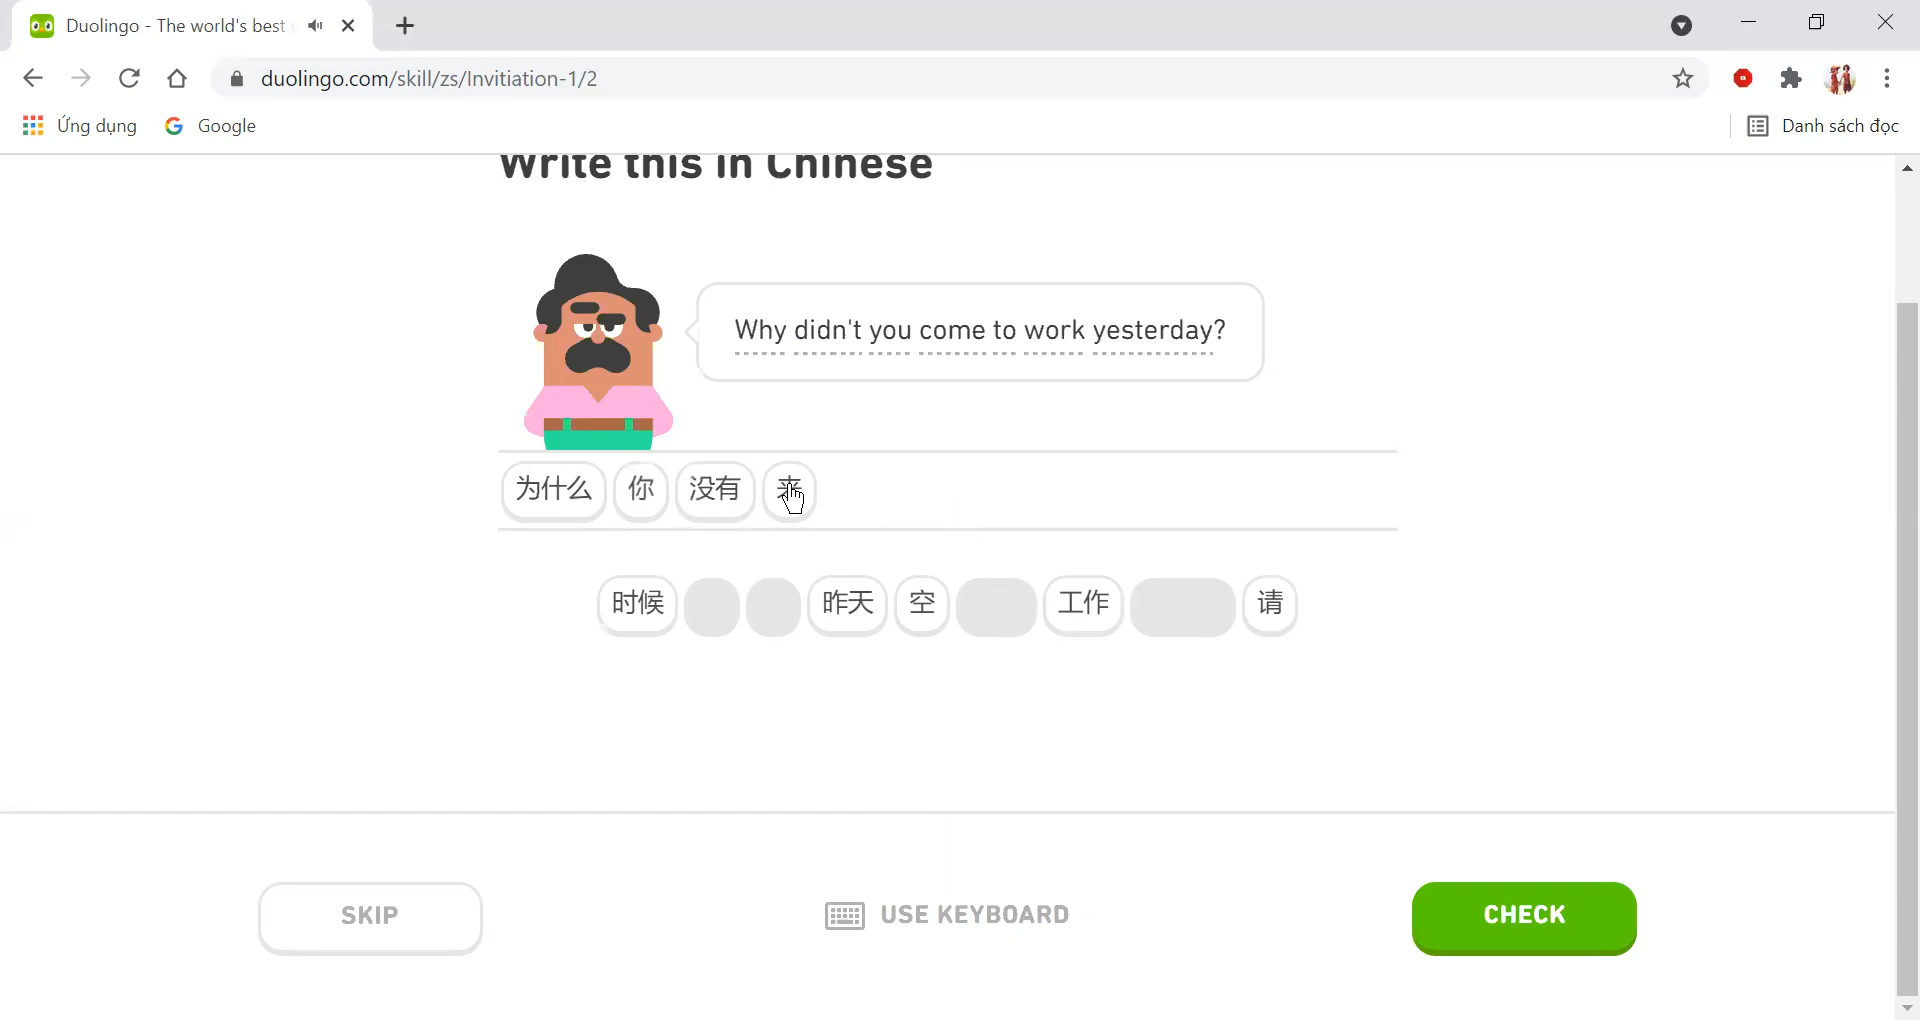 Duolingo - The world's best
duolingo.com/skill/zs/Invitiation-1/2
Ứng dụng Google Danh sách đọc
Write this in Chinese
Why didn't you come to work yesterday?
为什么 你 没有 来
时候 昨天 空 工作 请
SKIP USE KEYBOARD CHECK